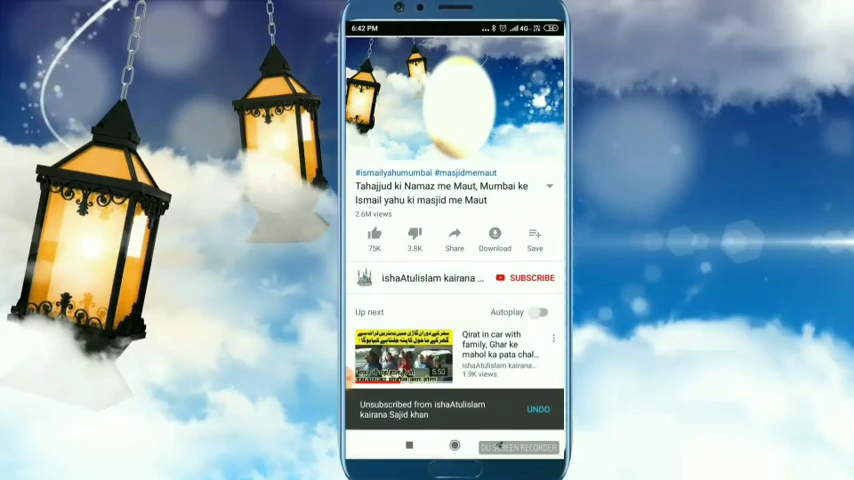 6:42 PM
4G
#ismailyahumumbai #masjidmemaut
Tahajjud ki Namaz me Maut, Mumbai ke
Ismail yahu ki masjid me Maut
2.6M views
75K
3.8K
Share
Download
Save
ishaAtulislam kairana ...
SUBSCRIBE
Up next
Autoplay
5:50
Qirat in car with
family, Ghar ke
mahol ka pata chal...
ishaAtulislam kairana...
1.9K views
Unsubscribed from ishaAtulislam
kairana Sajid khan
UNDO
DU SCREEN RECORDER